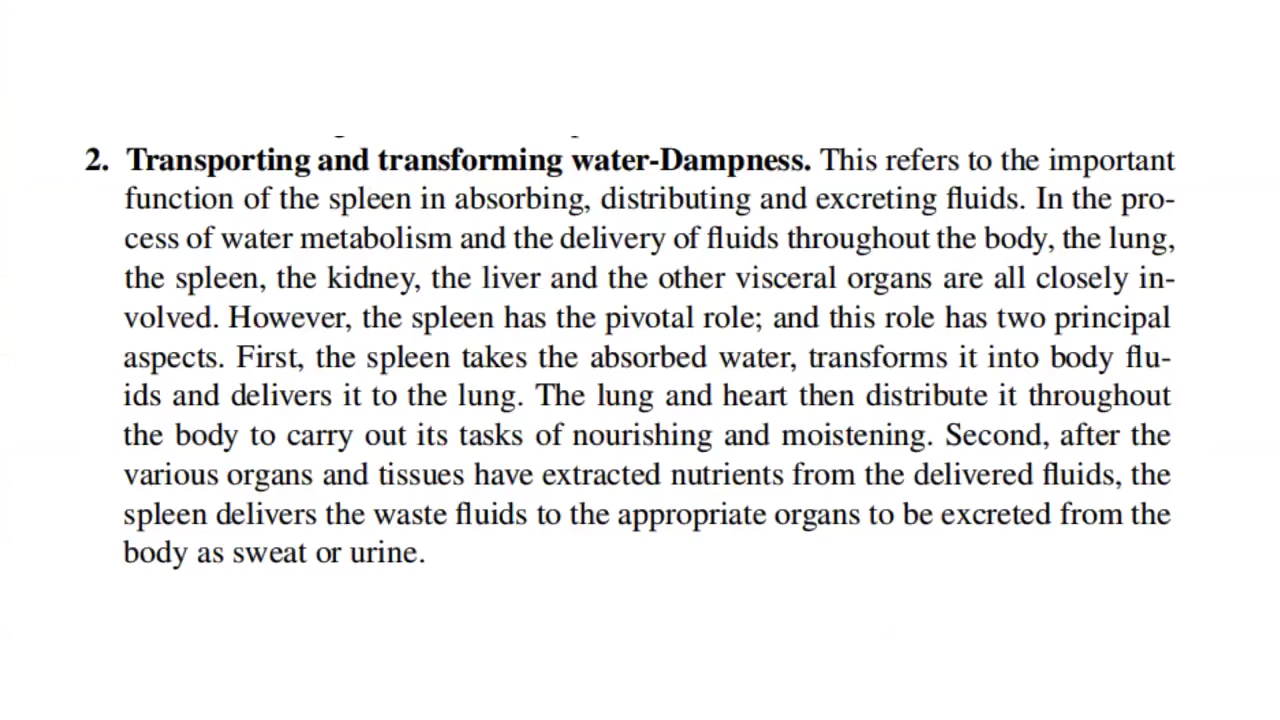 2. Transporting and transforming water-Dampness. This refers to the important
function of the spleen in absorbing, distributing and excreting fluids. In the pro-
cess of water metabolism and the delivery of fluids throughout the body, the lung,
the spleen, the kidney, the liver and the other visceral organs are all closely in-
volved. However, the spleen has the pivotal role; and this role has two principal
aspects. First, the spleen takes the absorbed water, transforms it into body flu-
ids and delivers it to the lung. The lung and heart then distribute it throughout
the body to carry out its tasks of nourishing and moistening. Second, after the
various organs and tissues have extracted nutrients from the delivered fluids, the
spleen delivers the waste fluids to the appropriate organs to be excreted from the
body as sweat or urine.